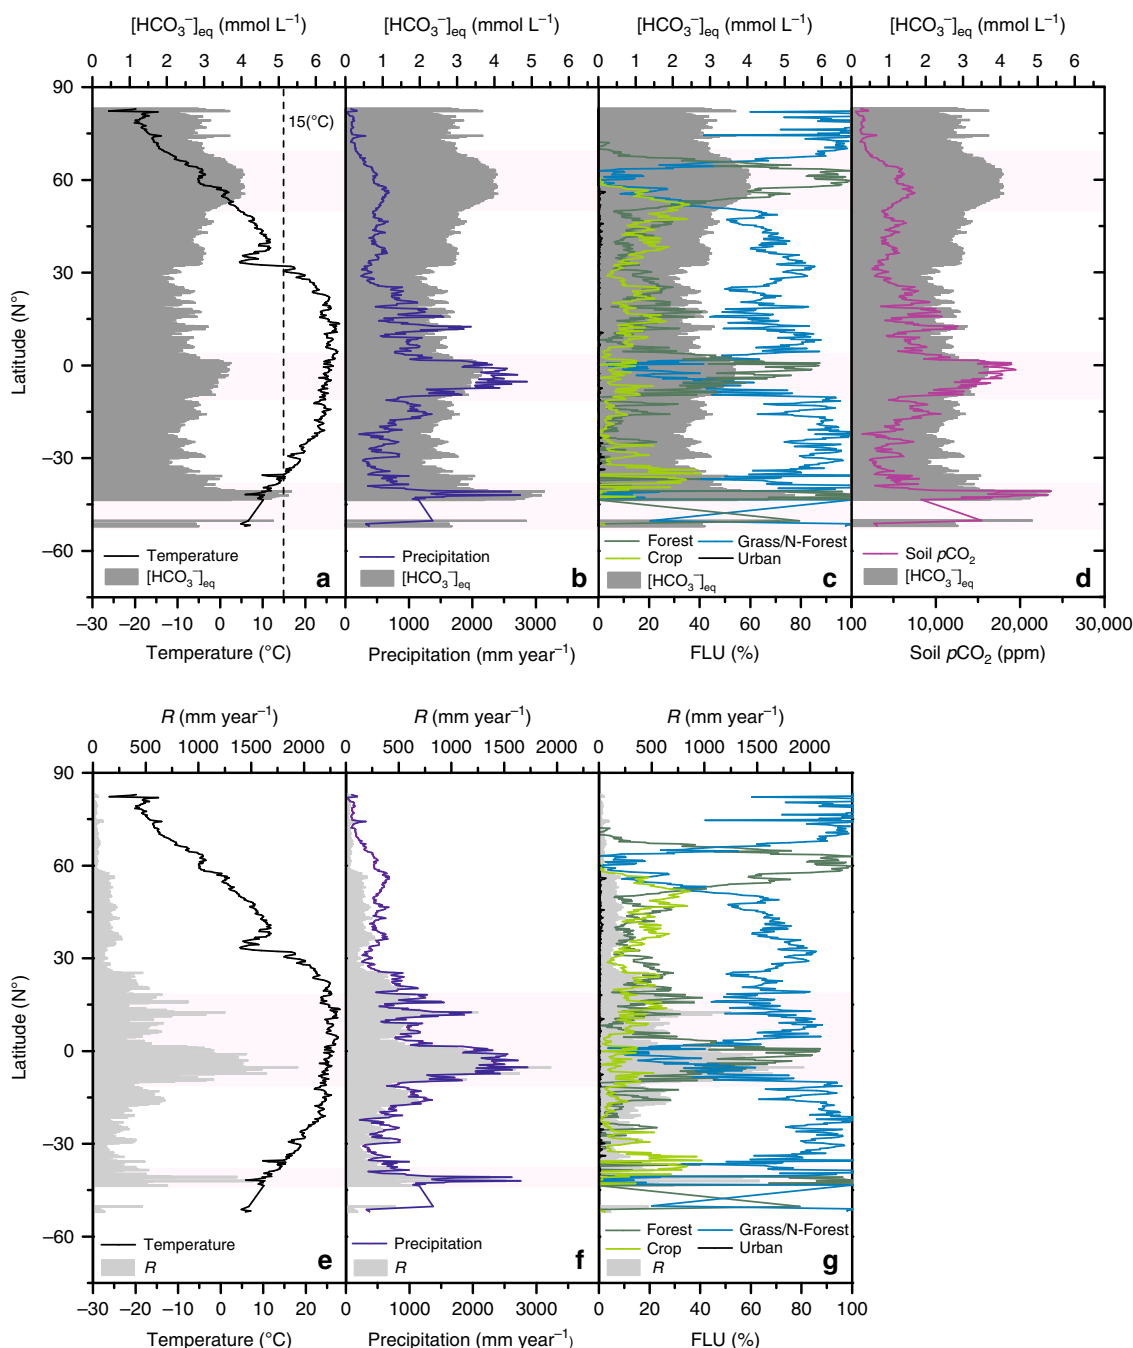 [HCO₃⁻]eq (mmol L⁻¹) [HCO₃⁻]eq (mmol L⁻¹) [HCO₃⁻]eq (mmol L⁻¹) [HCO₃⁻]eq (mmol L⁻¹)
0 1 2 3 4 5 6 0 1 2 3 4 5 6 0 1 2 3 4 5 6 0 1 2 3 4 5 6
90
15(°C)
60
30
0
−30
−60
Latitude (N°)
Temperature
[HCO₃⁻]eq
a
Precipitation
[HCO₃⁻]eq
b
Forest Grass/N-Forest
Crop Urban
[HCO₃⁻]eq
c
Soil pCO₂
[HCO₃⁻]eq
d
−30 −20 −10 0 10 20 0 1000 2000 3000 0 20 40 60 80 100 10,000 20,000 30,000
Temperature (°C) Precipitation (mm year⁻¹) FLU (%) Soil pCO₂ (ppm)
R (mm year⁻¹) R (mm year⁻¹) R (mm year⁻¹)
0 500 1000 1500 2000 0 500 1000 1500 2000 0 500 1000 1500 2000
90
60
30
0
−30
−60
Latitude (N°)
Temperature
R
e
Precipitation
R
f
Forest Grass/N-Forest
Crop Urban
R
g
−30 −20 −10 0 10 20 0 1000 2000 3000 0 20 40 60 80 100
Temperature (°C) Precipitation (mm year⁻¹) FLU (%)